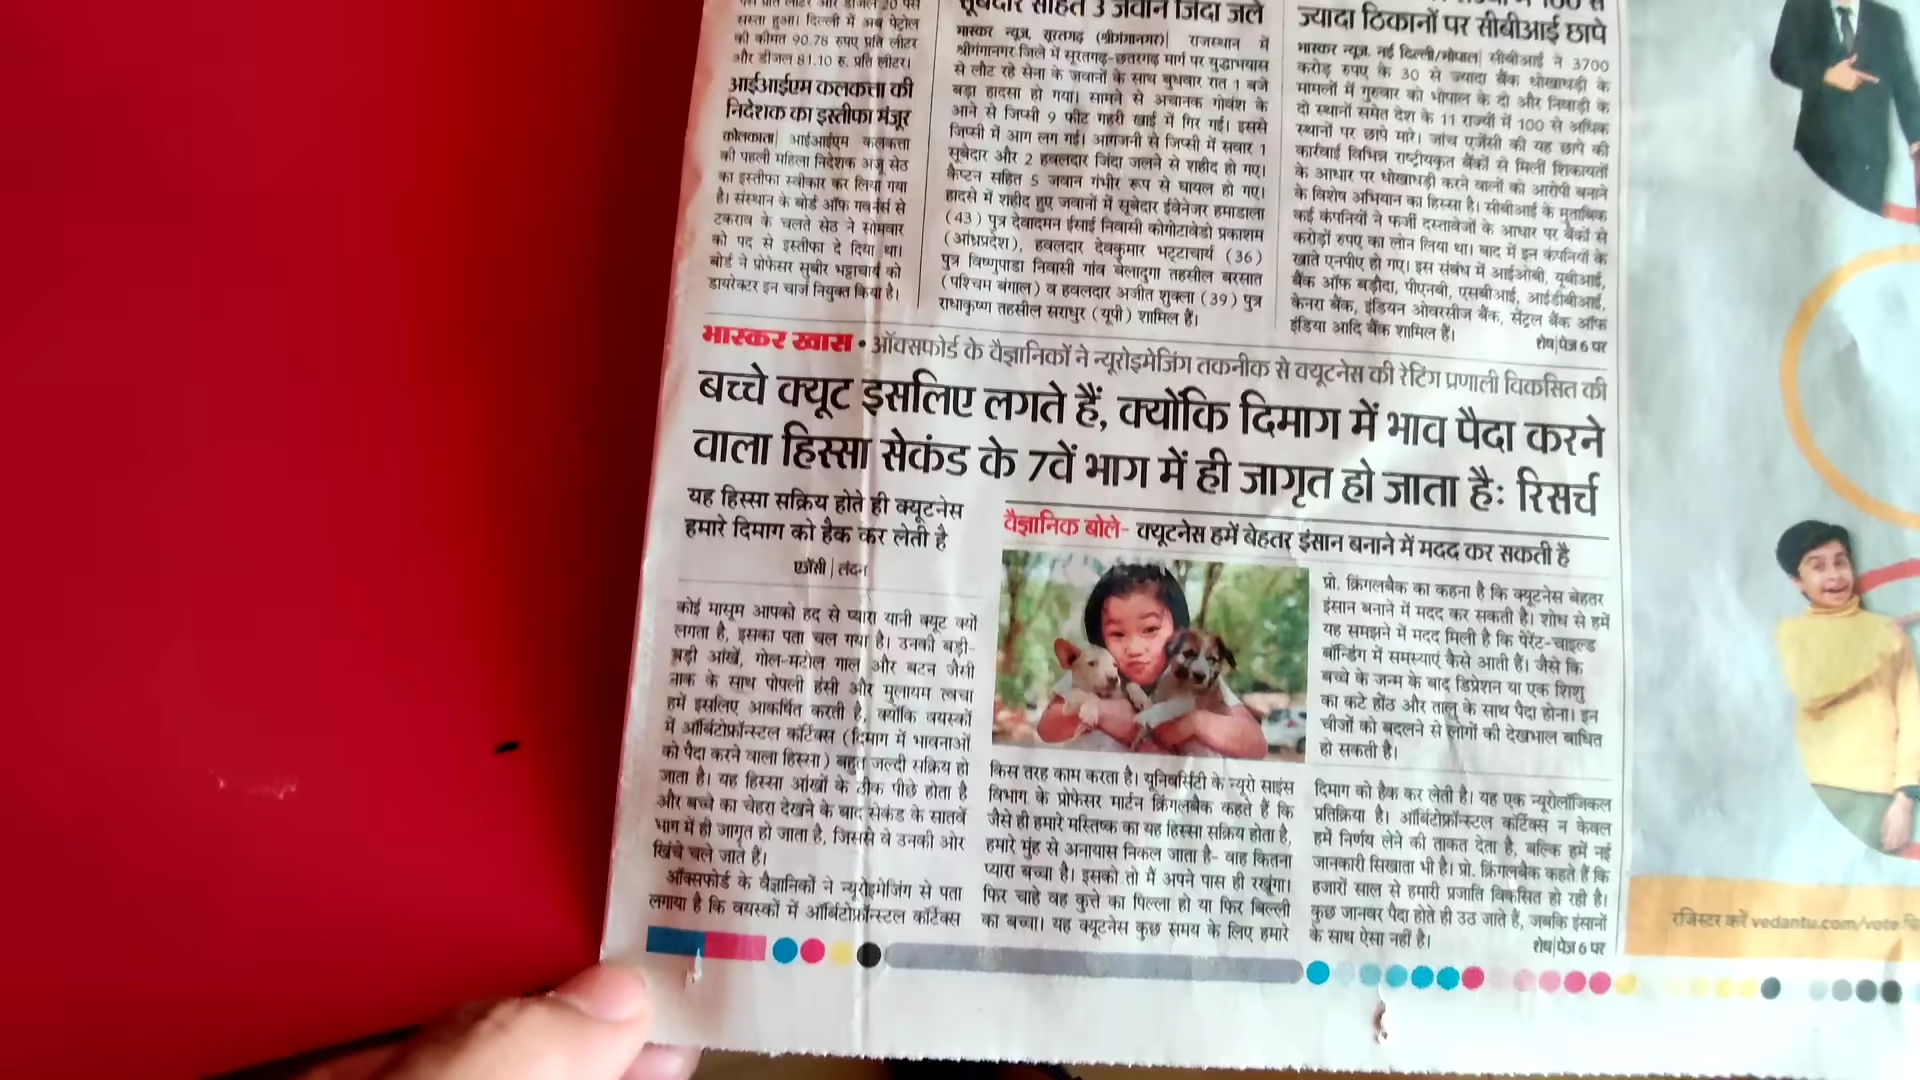 सस्ता हुआ। दिल्ली में अब पेट्रोल
की कीमत 90.78 रुपए प्रति लीटर
और डीजल 81.10 रु. प्रति लीटर।
आईआईएम कलकत्ता की
निदेशक का इस्तीफा मंजूर
कोलकाता| आईआईएम कलकत्ता
की पहली महिला निदेशक अंजू सेठ
का इस्तीफा स्वीकार कर लिया गया
है। संस्थान के बोर्ड ऑफ गवर्नर्स से
टकराव के चलते सेठ ने सोमवार
को पद से इस्तीफा दे दिया था।
बोर्ड ने प्रोफेसर सुबीर भट्टाचार्य को
डायरेक्टर इन चार्ज नियुक्त किया है।
सूबेदार सहित 3 जवान जिंदा जले
भास्कर न्यूज, सूरतगढ़ (श्रीगंगानगर)| राजस्थान में
श्रीगंगानगर जिले में सूरतगढ़-छतरगढ़ मार्ग पर युद्धाभ्यास
से लौट रहे सेना के जवानों के साथ बुधवार रात 1 बजे
बड़ा हादसा हो गया। सामने से अचानक गोवंश के
आने से जिप्सी 9 फीट गहरी खाई में गिर गई। इससे
जिप्सी में आग लग गई। आगजनी से जिप्सी में सवार 1
सूबेदार और 2 हवलदार जिंदा जलने से शहीद हो गए।
कैप्टन सहित 5 जवान गंभीर रूप से घायल हो गए।
हादसे में शहीद हुए जवानों में सूबेदार ईवेनेजर हमाडाला
(43) पुत्र देवादमन ईसाई निवासी कोगोटावेडो प्रकाशम
(आंध्रप्रदेश), हवलदार देवकुमार भट्टाचार्य (36)
पुत्र विष्णुपाडा निवासी गांव बेलादुगा तहसील बरसात
(पश्चिम बंगाल) व हवलदार अजीत शुक्ला (39) पुत्र
राधाकृष्ण तहसील सराधुर (यूपी) शामिल हैं।
ज्यादा ठिकानों पर सीबीआई छापे
भास्कर न्यूज. नई दिल्ली/भोपाल| सीबीआई ने 3700
करोड़ रुपए के 30 से ज्यादा बैंक धोखाधड़ी के
मामलों में गुरुवार को भोपाल के दो और निवाड़ी के
दो स्थानों समेत देश के 11 राज्यों में 100 से अधिक
स्थानों पर छापे मारे। जांच एजेंसी की यह छापे की
कार्रवाई विभिन्न राष्ट्रीयकृत बैंकों से मिलीं शिकायतों
के आधार पर धोखाधड़ी करने वालों को आरोपी बनाने
के विशेष अभियान का हिस्सा है। सीबीआई के मुताबिक
कई कंपनियों ने फर्जी दस्तावेजों के आधार पर बैंकों से
करोड़ों रुपए का लोन लिया था। बाद में इन कंपनियों के
खाते एनपीए हो गए। इस संबंध में आईओबी, यूबीआई,
बैंक ऑफ बड़ौदा, पीएनबी, एसबीआई, आईडीबीआई,
केनरा बैंक, इंडियन ओवरसीज बैंक, सेंट्रल बैंक ऑफ
इंडिया आदि बैंक शामिल हैं।
शेष|पेज 6 पर
भास्कर खास • ऑक्सफोर्ड के वैज्ञानिकों ने न्यूरोइमेजिंग तकनीक से क्यूटनेस की रेटिंग प्रणाली विकसित की
बच्चे क्यूट इसलिए लगते हैं, क्योंकि दिमाग में भाव पैदा करने
वाला हिस्सा सेकंड के 7वें भाग में ही जागृत हो जाता है: रिसर्च
यह हिस्सा सक्रिय होते ही क्यूटनेस
हमारे दिमाग को हैक कर लेती है
एजेंसी | लंदन
कोई मासूम आपको हद से प्यारा यानी क्यूट क्यों
लगता है, इसका पता चल गया है। उनकी बड़ी-
बड़ी आंखें, गोल-मटोल गाल और बटन जैसी
नाक के साथ पोपली हंसी और मुलायम त्वचा
हमें इसलिए आकर्षित करती है, क्योंकि वयस्कों
में ऑर्बिटोफ्रॉन्स्टल कॉर्टेक्स (दिमाग में भावनाओं
को पैदा करने वाला हिस्सा) बहुत जल्दी सक्रिय हो
जाता है। यह हिस्सा आंखों के ठीक पीछे होता है
और बच्चे का चेहरा देखने के बाद सेकंड के सातवें
भाग में ही जागृत हो जाता है, जिससे वे उनकी ओर
खिंचे चले जाते हैं।
ऑक्सफोर्ड के वैज्ञानिकों ने न्यूरोइमेजिंग से पता
लगाया है कि वयस्कों में ऑर्बिटोफ्रॉन्स्टल कॉर्टेक्स
वैज्ञानिक बोले- क्यूटनेस हमें बेहतर इंसान बनाने में मदद कर सकती है
प्रो. क्रिंगलबैक का कहना है कि क्यूटनेस बेहतर
इंसान बनाने में मदद कर सकती है। शोध से हमें
यह समझने में मदद मिली है कि पेरेंट-चाइल्ड
बॉन्डिंग में समस्याएं कैसे आती हैं। जैसे कि
बच्चे के जन्म के बाद डिप्रेशन या एक शिशु
का कटे होंठ और तालु के साथ पैदा होना। इन
चीजों को बदलने से लोगों की देखभाल बाधित
हो सकती है।
किस तरह काम करता है। यूनिवर्सिटी के न्यूरो साइंस
विभाग के प्रोफेसर मार्टन क्रिंगलबैक कहते हैं कि
जैसे ही हमारे मस्तिष्क का यह हिस्सा सक्रिय होता है,
हमारे मुंह से अनायास निकल जाता है- वाह कितना
प्यारा बच्चा है। इसको तो मैं अपने पास ही रखूंगा।
फिर चाहे वह कुत्ते का पिल्ला हो या फिर बिल्ली
का बच्चा। यह क्यूटनेस कुछ समय के लिए हमारे
दिमाग को हैक कर लेती है। यह एक न्यूरोलॉजिकल
प्रतिक्रिया है। ऑर्बिटोफ्रॉन्स्टल कॉर्टेक्स न केवल
हमें निर्णय लेने की ताकत देता है, बल्कि हमें नई
जानकारी सिखाता भी है। प्रो. क्रिंगलबैक कहते हैं कि
हजारों साल से हमारी प्रजाति विकसित हो रही है।
कुछ जानवर पैदा होते ही उठ जाते हैं, जबकि इंसानों
के साथ ऐसा नहीं है।
शेष|पेज 6 पर
रजिस्टर करें vedantu.com/vote